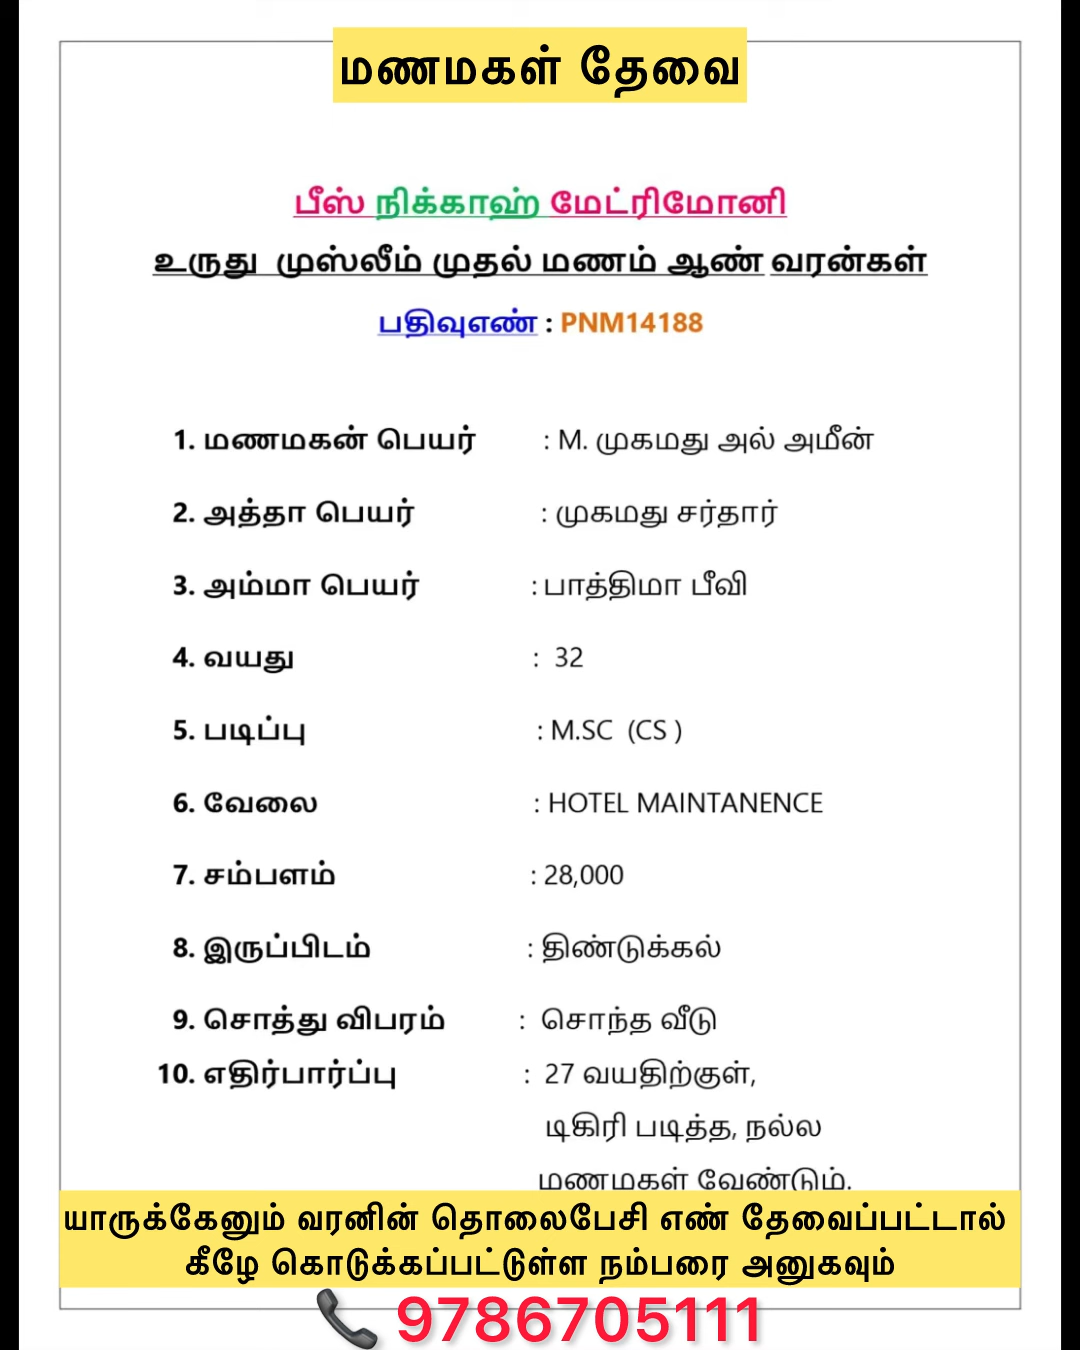 மணமகள் தேவை
பீஸ் நிக்காஹ் மேட்ரிமோனி
உருது முஸ்லீம் முதல் மணம் ஆண் வரன்கள்
பதிவுஎண் : PNM14188
1. மணமகன் பெயர் : M. முகமது அல் அமீன்
2. அத்தா பெயர் : முகமது சர்தார்
3. அம்மா பெயர் : பாத்திமா பீவி
4. வயது : 32
5. படிப்பு : M.SC (CS )
6. வேலை : HOTEL MAINTANENCE
7. சம்பளம் : 28,000
8. இருப்பிடம் : திண்டுக்கல்
9. சொத்து விபரம் : சொந்த வீடு
10. எதிர்பார்ப்பு : 27 வயதிற்குள்,
டிகிரி படித்த, நல்ல
மணமகள் வேண்டும்.
யாருக்கேனும் வரனின் தொலைபேசி எண் தேவைப்பட்டால்
கீழே கொடுக்கப்பட்டுள்ள நம்பரை அனுகவும்
9786705111